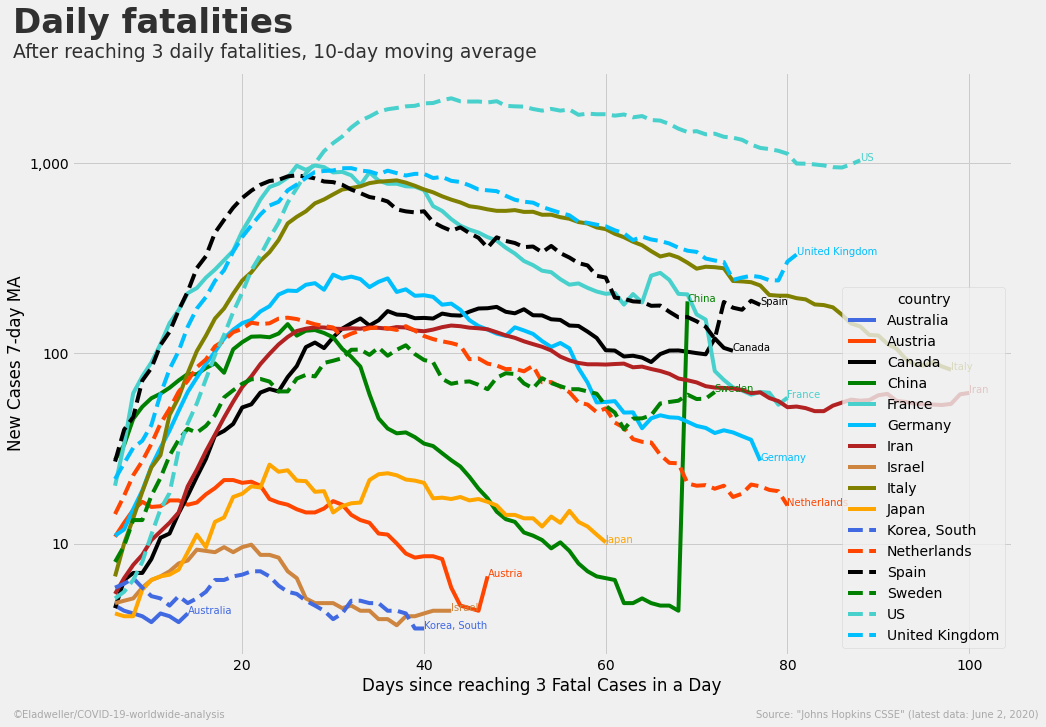 Daily fatalities
After reaching 3 daily fatalities, 10-day moving average
New Cases 7-day MA
1,000
100
10
US
United Kingdom
China
Spain
Canada
Italy
Sweden
France
Iran
Germany
Netherlands
Japan
Austria
Israel
Australia
Korea, South
country
Australia
Austria
Canada
China
France
Germany
Iran
Israel
Italy
Japan
Korea, South
Netherlands
Spain
Sweden
US
United Kingdom
20
40
60
80
100
Days since reaching 3 Fatal Cases in a Day
©Eladweller/COVID-19-worldwide-analysis
Source: "Johns Hopkins CSSE" (latest data: June 2, 2020)